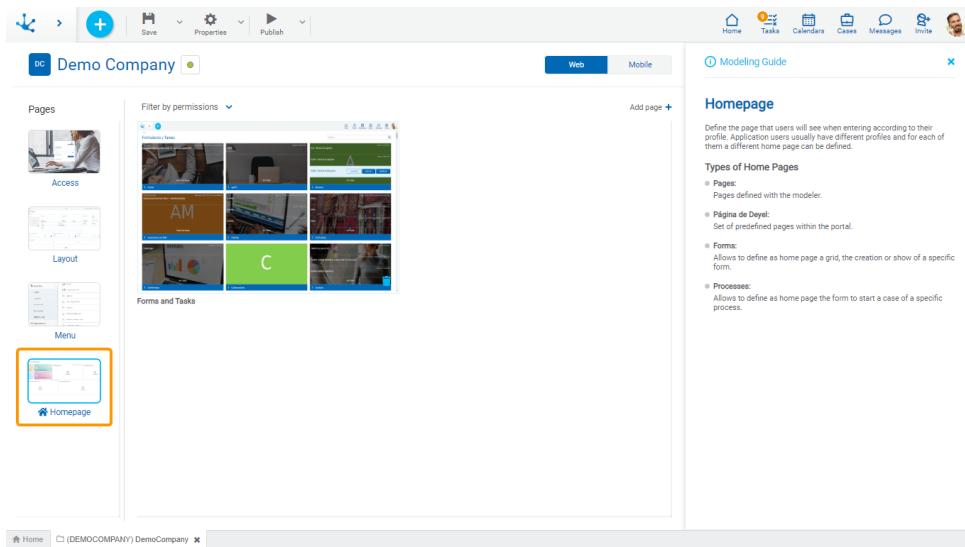 Save
Properties
Publish
Home
Tasks
Calendars
Cases
Messages
Invite
DC Demo Company
Web
Mobile
Pages
Access
Layout
Menu
Homepage
Filter by permissions
Add page +
AM
C
Forms and Tasks
Modeling Guide
Homepage
Define the page that users will see when entering according to their
profile. Application users usually have different profiles and for each of
them a different home page can be defined.
Types of Home Pages
Pages:
Pages defined with the modeler.
Página de Deyel:
Set of predefined pages within the portal.
Forms:
Allows to define as home page a grid, the creation or show of a specific
form.
Processes:
Allows to define as home page the form to start a case of a specific
process.
Home
(DEMOCOMPANY) DemoCompany